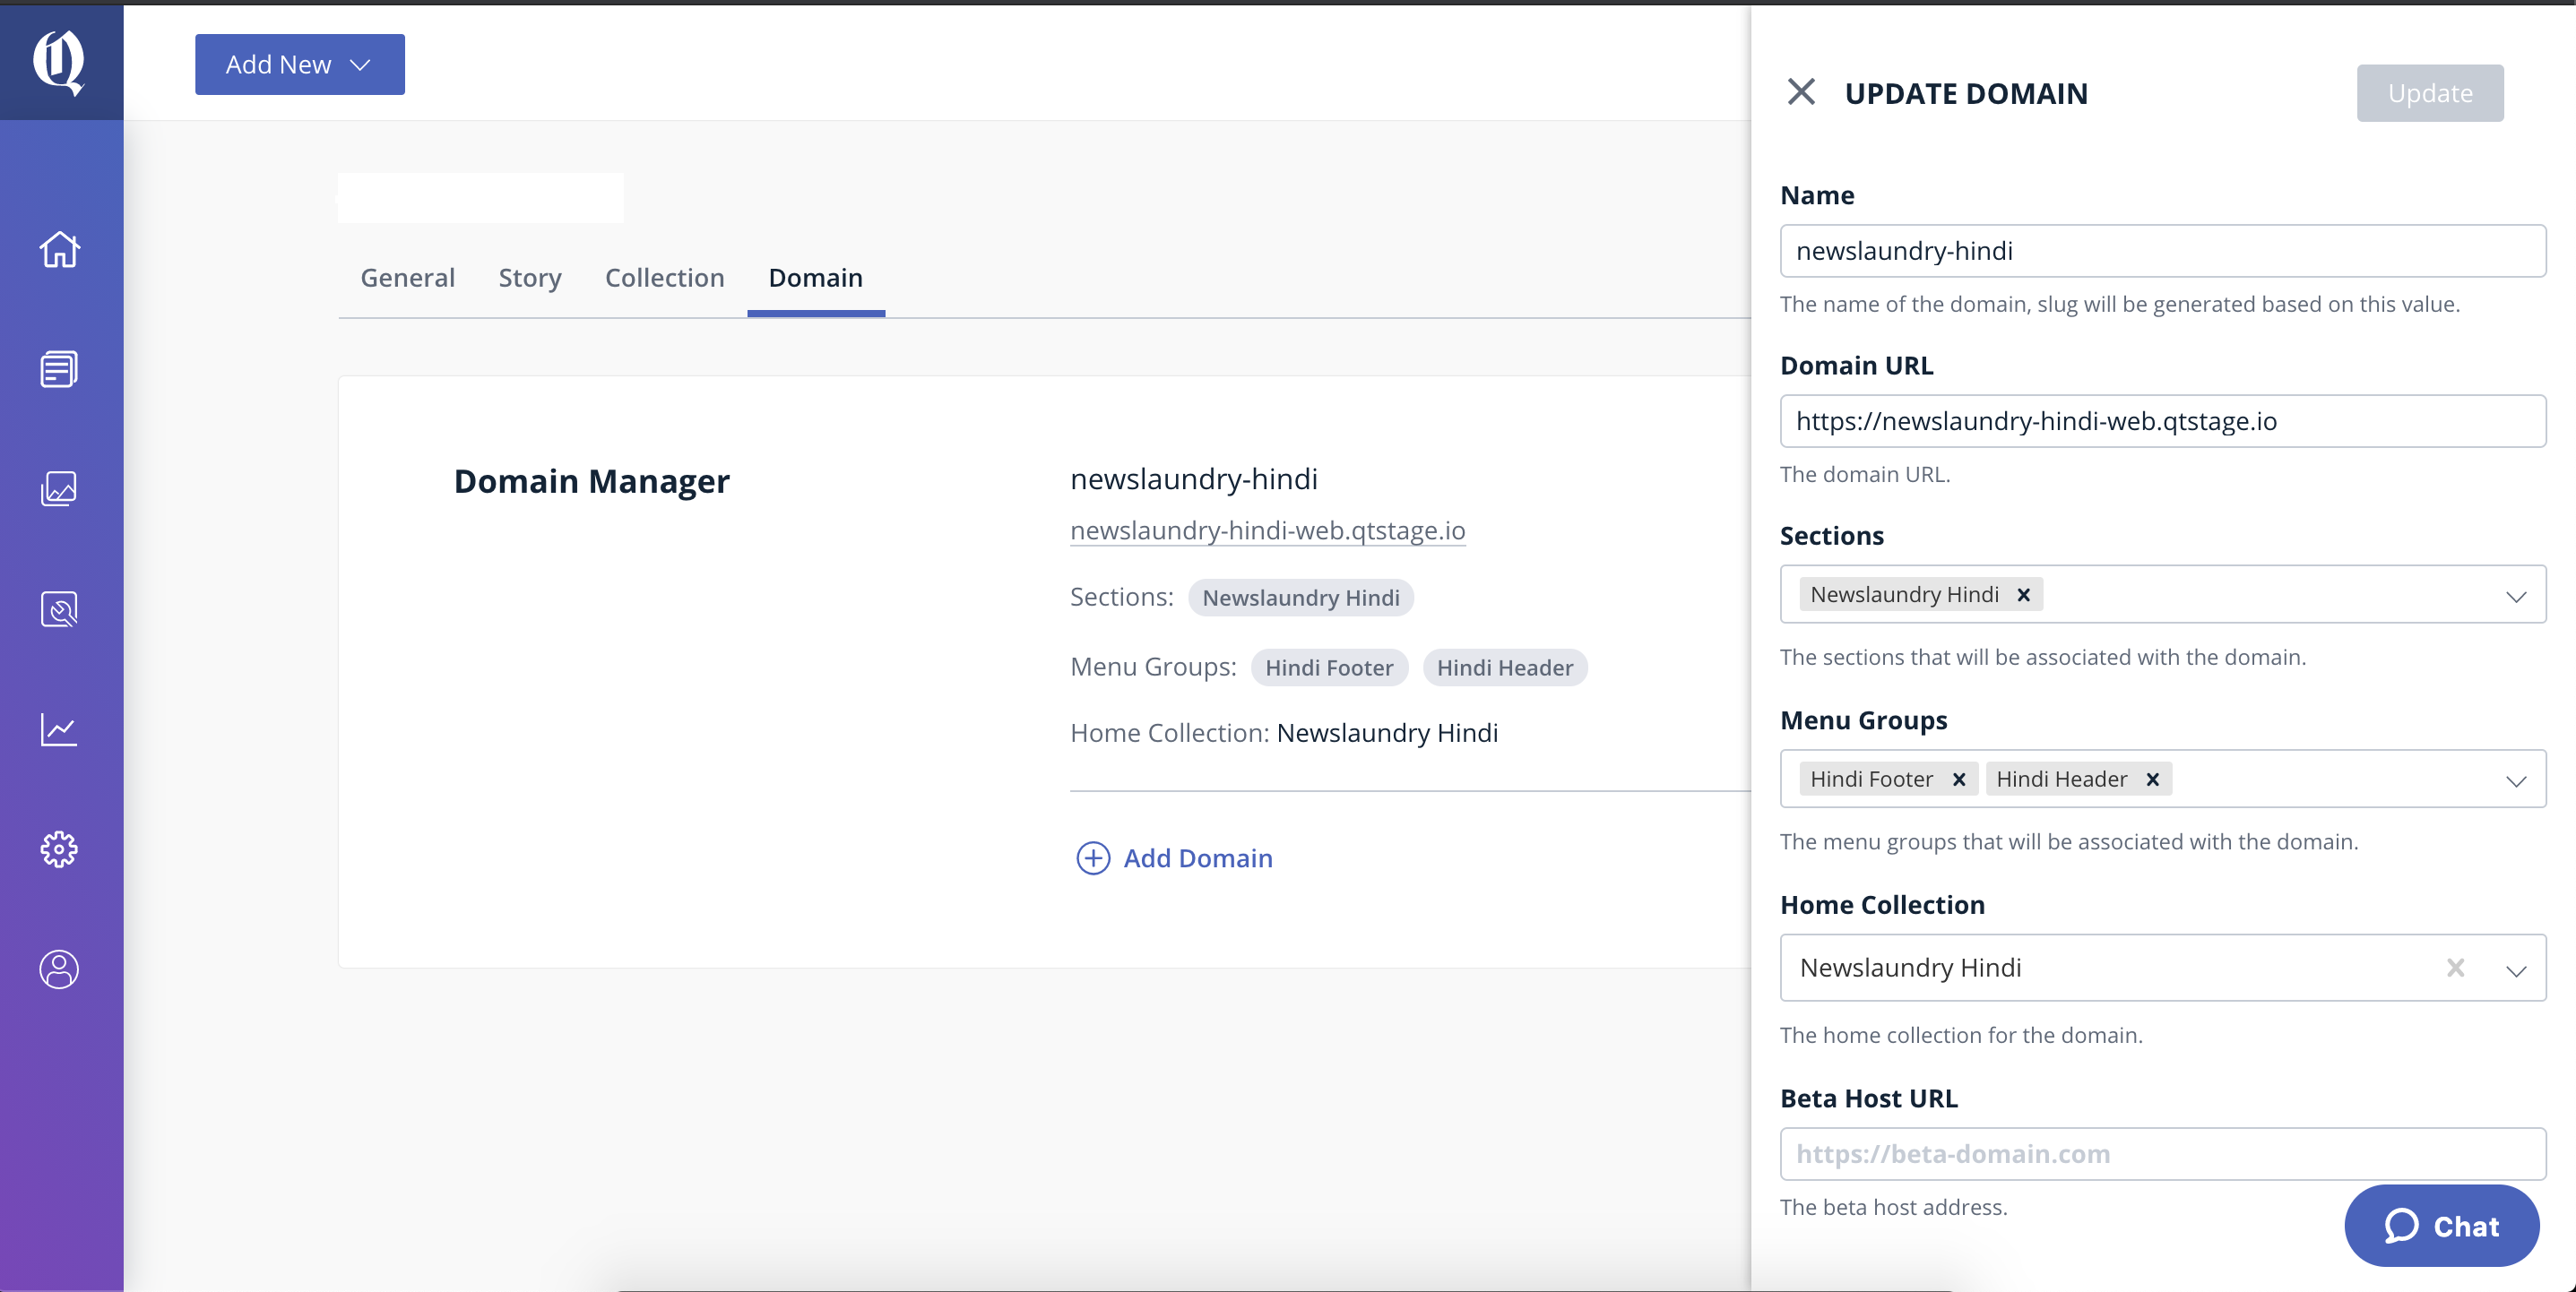 Q
Add New
General Story Collection Domain
Domain Manager
newslaundry-hindi
newslaundry-hindi-web.qtstage.io
Sections: Newslaundry Hindi
Menu Groups: Hindi Footer Hindi Header
Home Collection: Newslaundry Hindi
Add Domain
UPDATE DOMAIN
Update
Name
newslaundry-hindi
The name of the domain, slug will be generated based on this value.
Domain URL
https://newslaundry-hindi-web.qtstage.io
The domain URL.
Sections
Newslaundry Hindi
The sections that will be associated with the domain.
Menu Groups
Hindi Footer Hindi Header
The menu groups that will be associated with the domain.
Home Collection
Newslaundry Hindi
The home collection for the domain.
Beta Host URL
https://beta-domain.com
The beta host address.
Chat